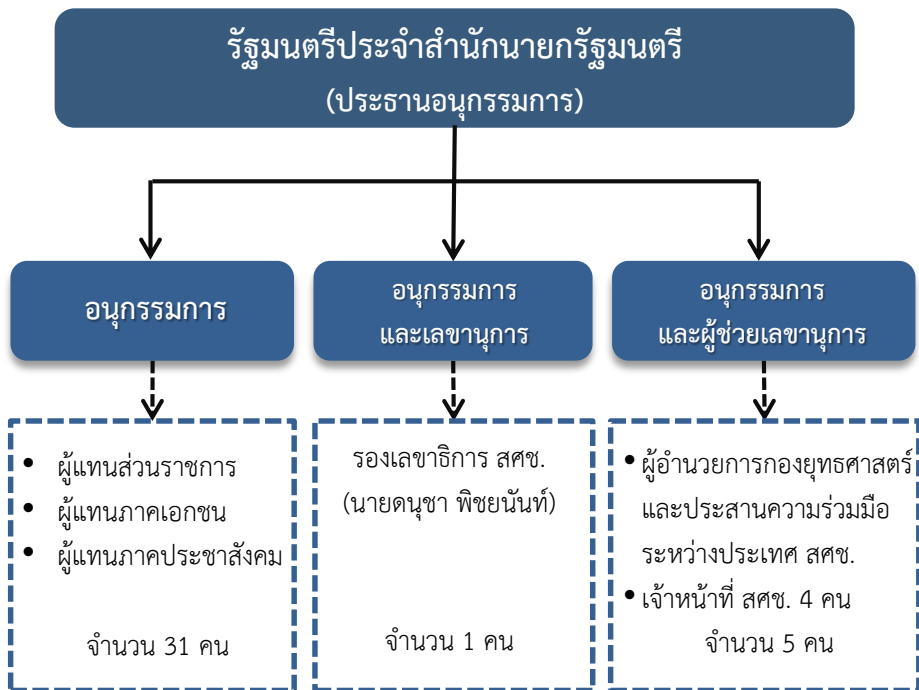 รัฐมนตรีประจำสำนักนายกรัฐมนตรี
(ประธานอนุกรรมการ)
อนุกรรมการ
อนุกรรมการ
และเลขานุการ
อนุกรรมการ
และผู้ช่วยเลขานุการ
• ผู้แทนส่วนราชการ
• ผู้แทนภาคเอกชน
• ผู้แทนภาคประชาสังคม
จำนวน 31 คน
รองเลขาธิการ สศช.
(นายดนุชา พิชยนันท์)
จำนวน 1 คน
• ผู้อำนวยการกองยุทธศาสตร์
และประสานความร่วมมือ
ระหว่างประเทศ สศช.
• เจ้าหน้าที่ สศช. 4 คน
จำนวน 5 คน